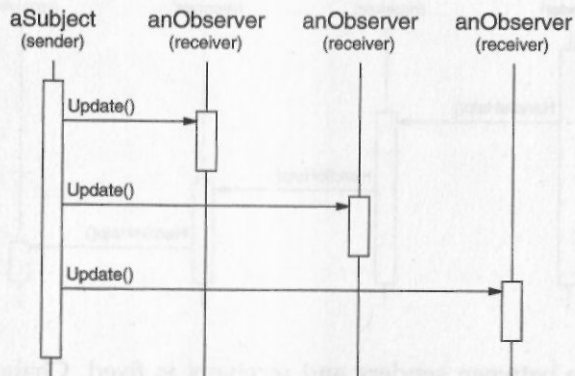 aSubject anObserver anObserver anObserver
(sender) (receiver) (receiver) (receiver)
Update()
Update()
Update()